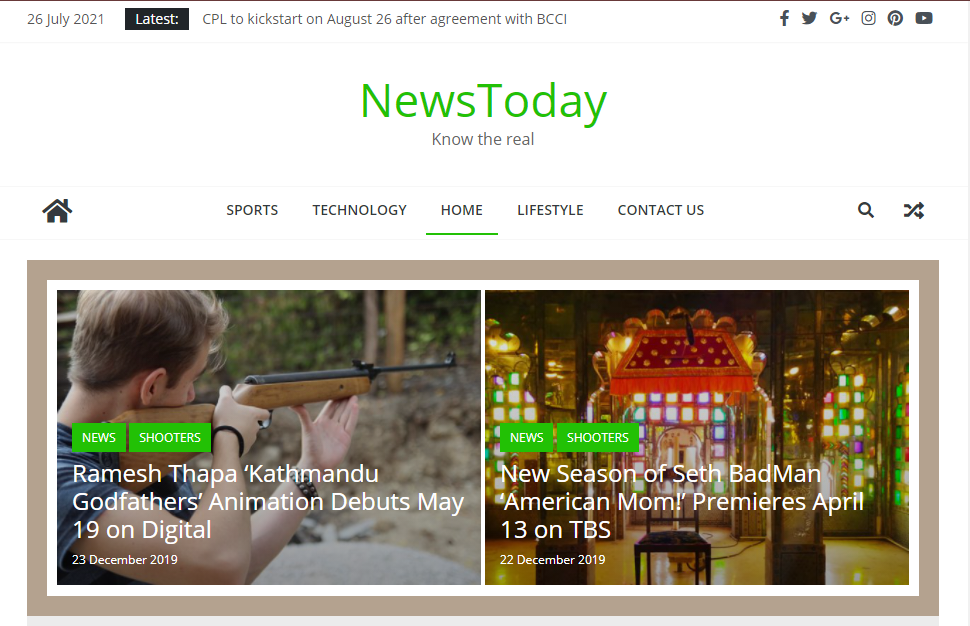 26 July 2021 Latest: CPL to kickstart on August 26 after agreement with BCCI
NewsToday
Know the real
SPORTS TECHNOLOGY HOME LIFESTYLE CONTACT US
NEWS SHOOTERS
Ramesh Thapa ‘Kathmandu
Godfathers’ Animation Debuts May
19 on Digital
23 December 2019
NEWS SHOOTERS
New Season of Seth BadMan
‘American Mom!’ Premieres April
13 on TBS
22 December 2019